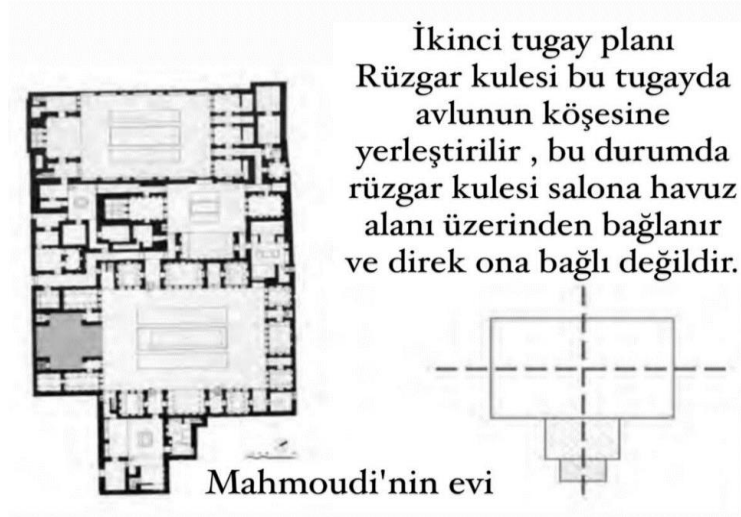 İkinci tugay planı
Rüzgar kulesi bu tugayda
avlunun köşesine
yerleştirilir , bu durumda
rüzgar kulesi salona havuz
alanı üzerinden bağlanır
ve direk ona bağlı değildir.
Mahmoudi'nin evi